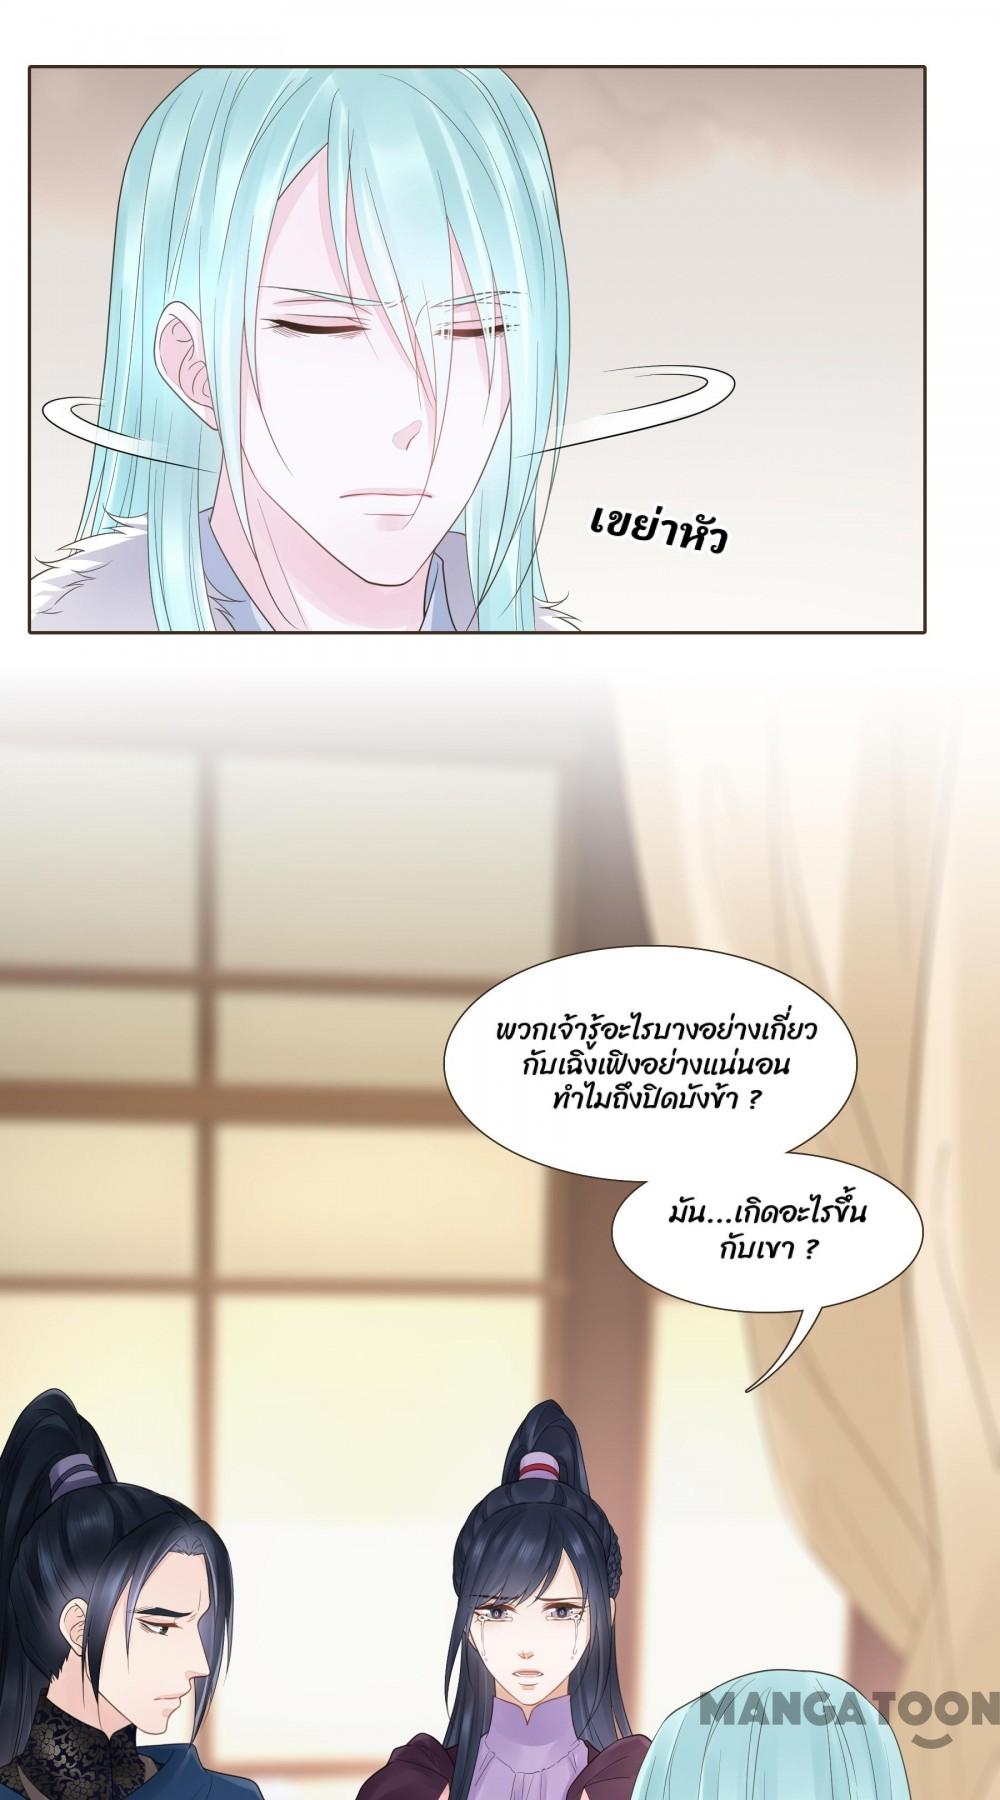 เขย่าหัว
พวกเจ้ารู้อะไรบางอย่างเกี่ยว
กับเฉิงเฟิงอย่างแน่นอน
ทำไมถึงปิดบังข้า ?
มัน...เกิดอะไรขึ้น
กับเขา ?
MANGATOON